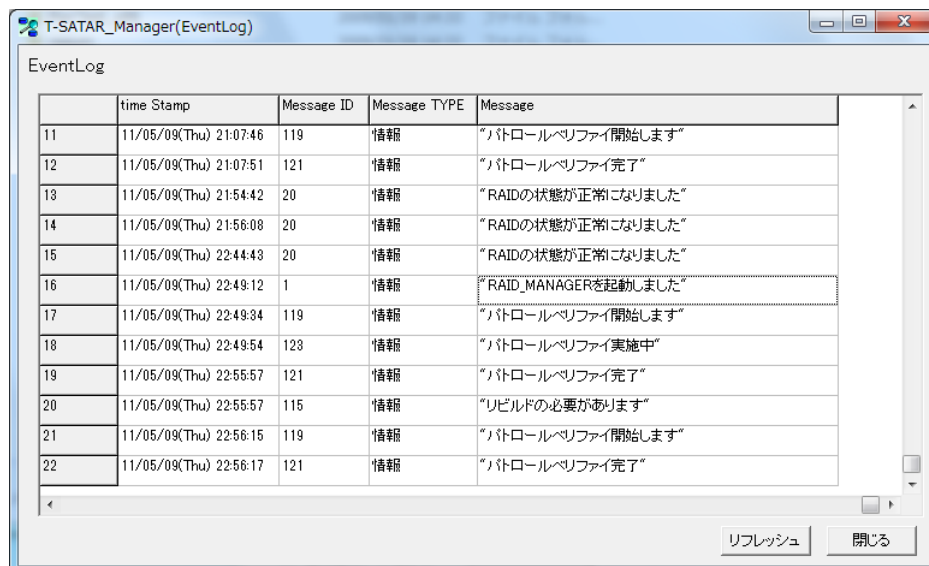 T-SATAR_Manager(EventLog)
EventLog
time Stamp Message ID Message TYPE Message
11 11/05/09(Thu) 21:07:46 119 情報 "パトロールベリファイ開始します"
12 11/05/09(Thu) 21:07:51 121 情報 "パトロールベリファイ完了"
13 11/05/09(Thu) 21:54:42 20 情報 "RAIDの状態が正常になりました"
14 11/05/09(Thu) 21:56:08 20 情報 "RAIDの状態が正常になりました"
15 11/05/09(Thu) 22:44:43 20 情報 "RAIDの状態が正常になりました"
16 11/05/09(Thu) 22:49:12 1 情報 "RAID_MANAGERを起動しました"
17 11/05/09(Thu) 22:49:34 119 情報 "パトロールベリファイ開始します"
18 11/05/09(Thu) 22:49:54 123 情報 "パトロールベリファイ実施中"
19 11/05/09(Thu) 22:55:57 121 情報 "パトロールベリファイ完了"
20 11/05/09(Thu) 22:55:57 115 情報 "リビルドの必要があります"
21 11/05/09(Thu) 22:56:15 119 情報 "パトロールベリファイ開始します"
22 11/05/09(Thu) 22:56:17 121 情報 "パトロールベリファイ完了"
リフレッシュ 閉じる